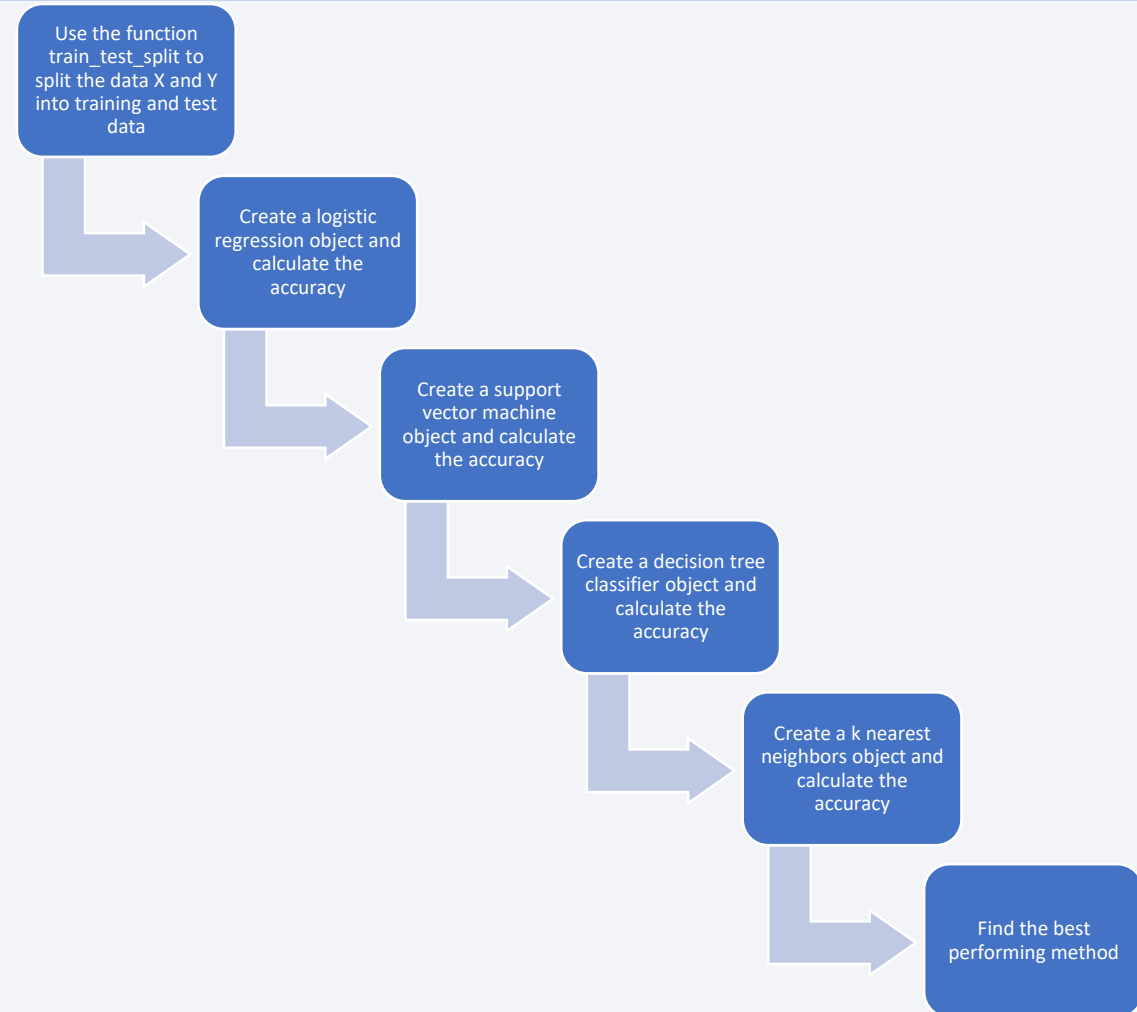 Use the function
train_test_split to
split the data X and Y
into training and test
data
Create a logistic
regression object and
calculate the
accuracy
Create a support
vector machine
object and calculate
the accuracy
Create a decision tree
classifier object and
calculate the
accuracy
Create a k nearest
neighbors object and
calculate the
accuracy
Find the best
performing method